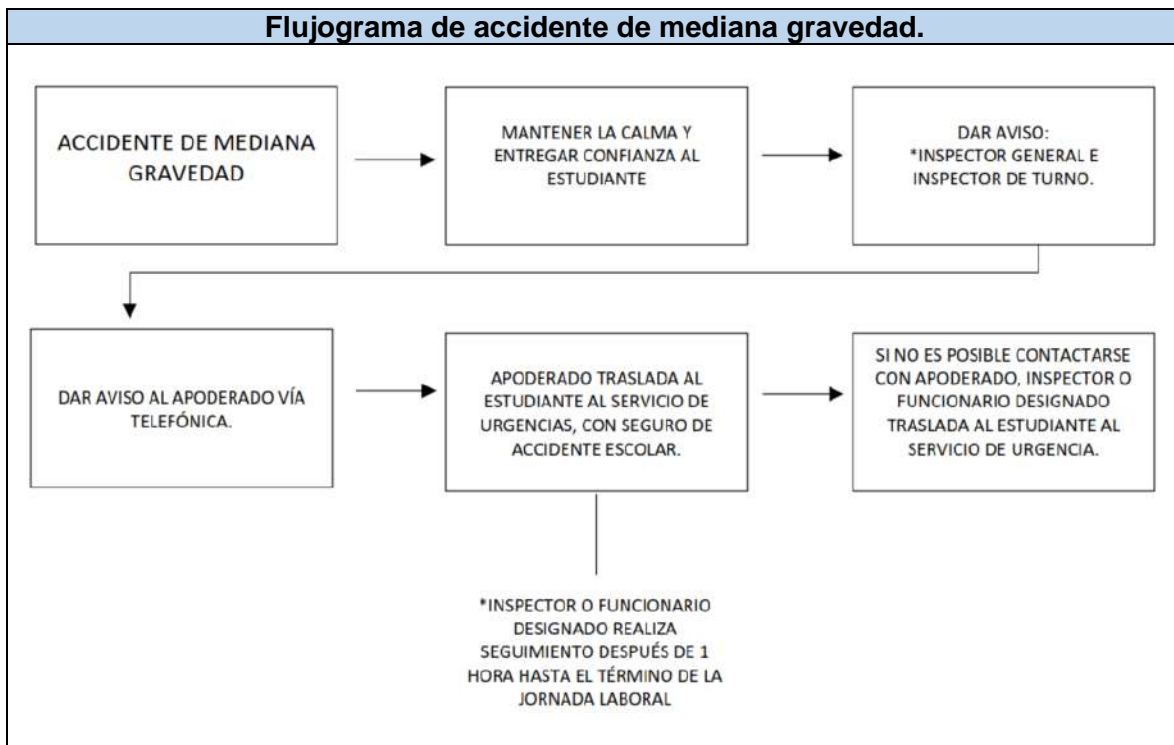 Flujograma de accidente de mediana gravedad.
ACCIDENTE DE MEDIANA
GRAVEDAD
MANTENER LA CALMA Y
ENTREGAR CONFIANZA AL
ESTUDIANTE
DAR AVISO:
*INSPECTOR GENERAL E
INSPECTOR DE TURNO.
DAR AVISO AL APODERADO VÍA
TELEFÓNICA.
APODERADO TRASLADA AL
ESTUDIANTE AL SERVICIO DE
URGENCIAS, CON SEGURO DE
ACCIDENTE ESCOLAR.
SI NO ES POSIBLE CONTACTARSE
CON APODERADO, INSPECTOR O
FUNCIONARIO DESIGNADO
TRASLADA AL ESTUDIANTE AL
SERVICIO DE URGENCIA.
*INSPECTOR O FUNCIONARIO
DESIGNADO REALIZA
SEGUIMIENTO DESPUÉS DE 1
HORA HASTA EL TÉRMINO DE LA
JORNADA LABORAL